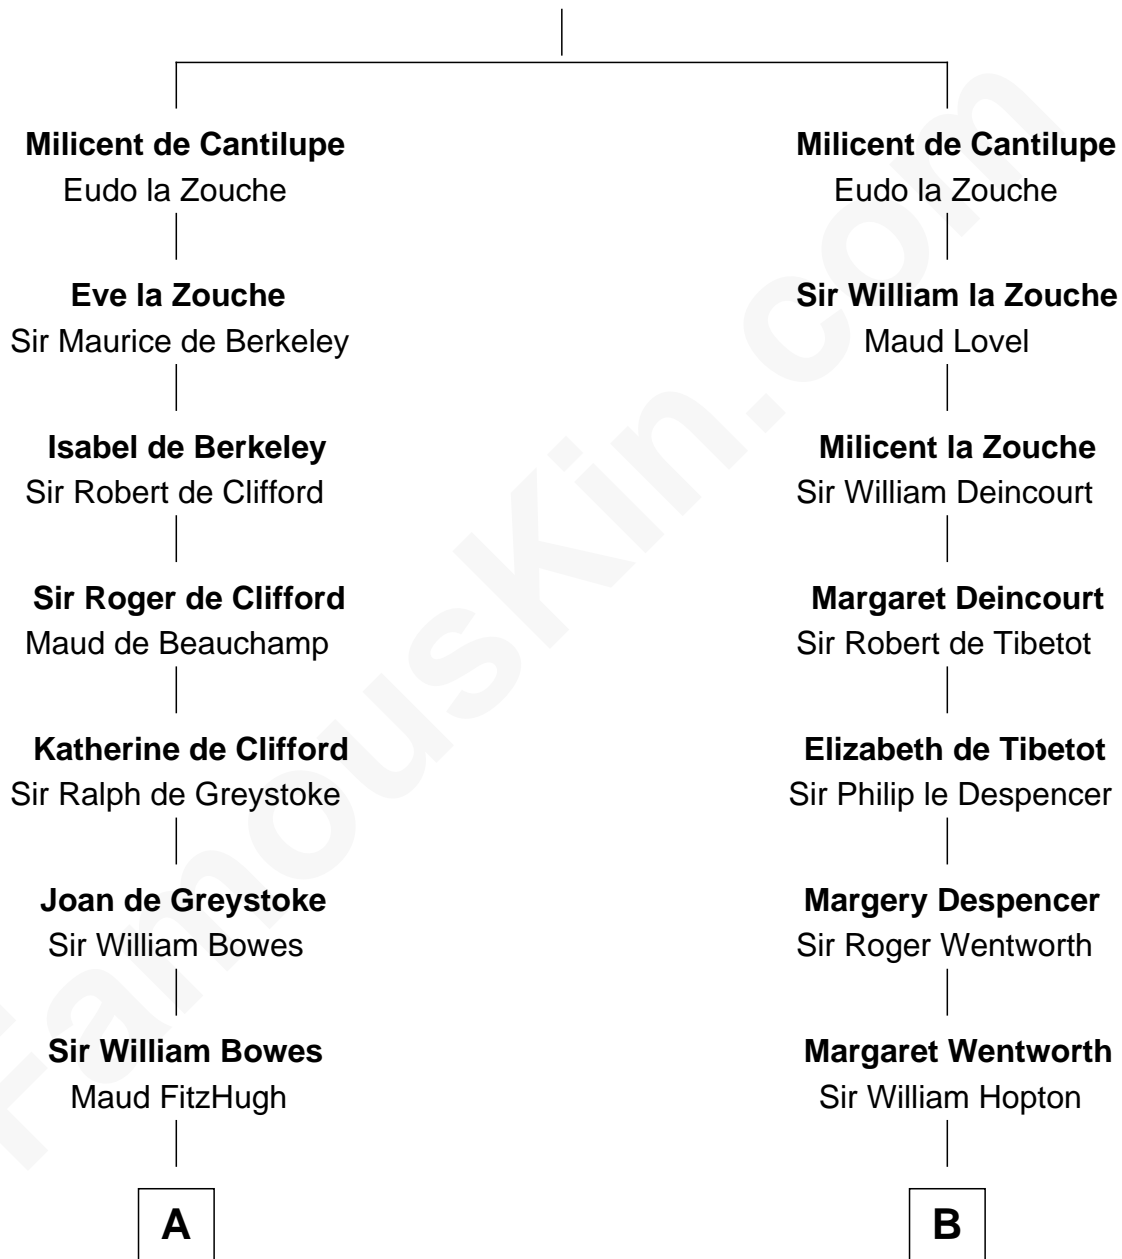 Milicent de Cantilupe
Eudo la Zouche
Eve la Zouche
Sir Maurice de Berkeley
Isabel de Berkeley
Sir Robert de Clifford
Sir Roger de Clifford
Maud de Beauchamp
Katherine de Clifford
Sir Ralph de Greystoke
Joan de Greystoke
Sir William Bowes
Sir William Bowes
Maud FitzHugh
A
Milicent de Cantilupe
Eudo la Zouche
Sir William la Zouche
Maud Lovel
Milicent la Zouche
Sir William Deincourt
Margaret Deincourt
Sir Robert de Tibetot
Elizabeth de Tibetot
Sir Philip le Despencer
Margery Despencer
Sir Roger Wentworth
Margaret Wentworth
Sir William Hopton
B
FamousKin.com